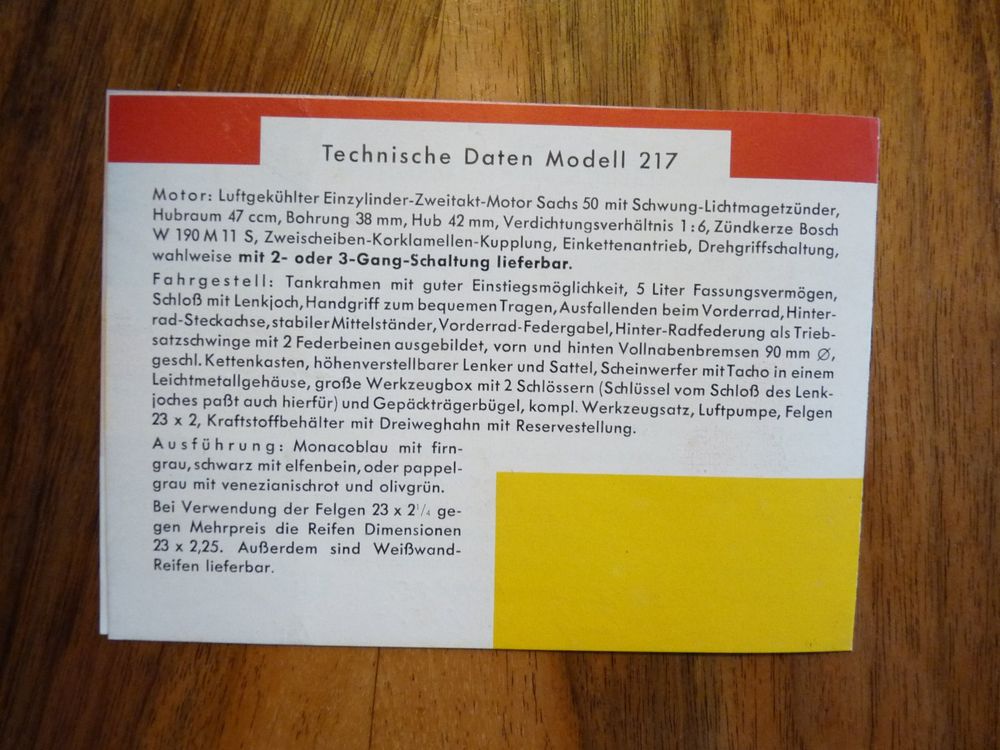 Technische Daten Modell 217
Motor: Luftgekühlter Einzylinder-Zweitakt-Motor Sachs 50 mit Schwung-Lichtmagetzünder,
Hubraum 47 ccm, Bohrung 38 mm, Hub 42 mm, Verdichtungsverhältnis 1:6, Zündkerze Bosch
W 190 M 11 S, Zweischeiben-Korklamellen-Kupplung, Einkettenantrieb, Drehgriffschaltung,
wahlweise mit 2- oder 3-Gang-Schaltung lieferbar.
Fahrgestell: Tankrahmen mit guter Einstiegsmöglichkeit, 5 Liter Fassungsvermögen,
Schloß mit Lenkjoch, Handgriff zum bequemen Tragen, Ausfallenden beim Vorderrad, Hinter-
rad-Steckachse, stabiler Mittelständer, Vorderrad-Federgabel, Hinter-Radfederung als Trieb-
satzschwinge mit 2 Federbeinen ausgebildet, vorn und hinten Vollnabenbremsen 90 mm ∅,
geschl. Kettenkasten, höhenverstellbarer Lenker und Sattel, Scheinwerfer mit Tacho in einem
Leichtmetallgehäuse, große Werkzeugbox mit 2 Schlössern (Schlüssel vom Schloß des Lenk-
joches paßt auch hierfür) und Gepäckträgerbügel, kompl. Werkzeugsatz, Luftpumpe, Felgen
23 x 2, Kraftstoffbehälter mit Dreiweghahn mit Reservestellung.
Ausführung: Monacoblau mit firn-
grau, schwarz mit elfenbein, oder pappel-
grau mit venezianischrot und olivgrün.
Bei Verwendung der Felgen 23 x 2¹/₄ ge-
gen Mehrpreis die Reifen Dimensionen
23 x 2,25. Außerdem sind Weißwand-
Reifen lieferbar.